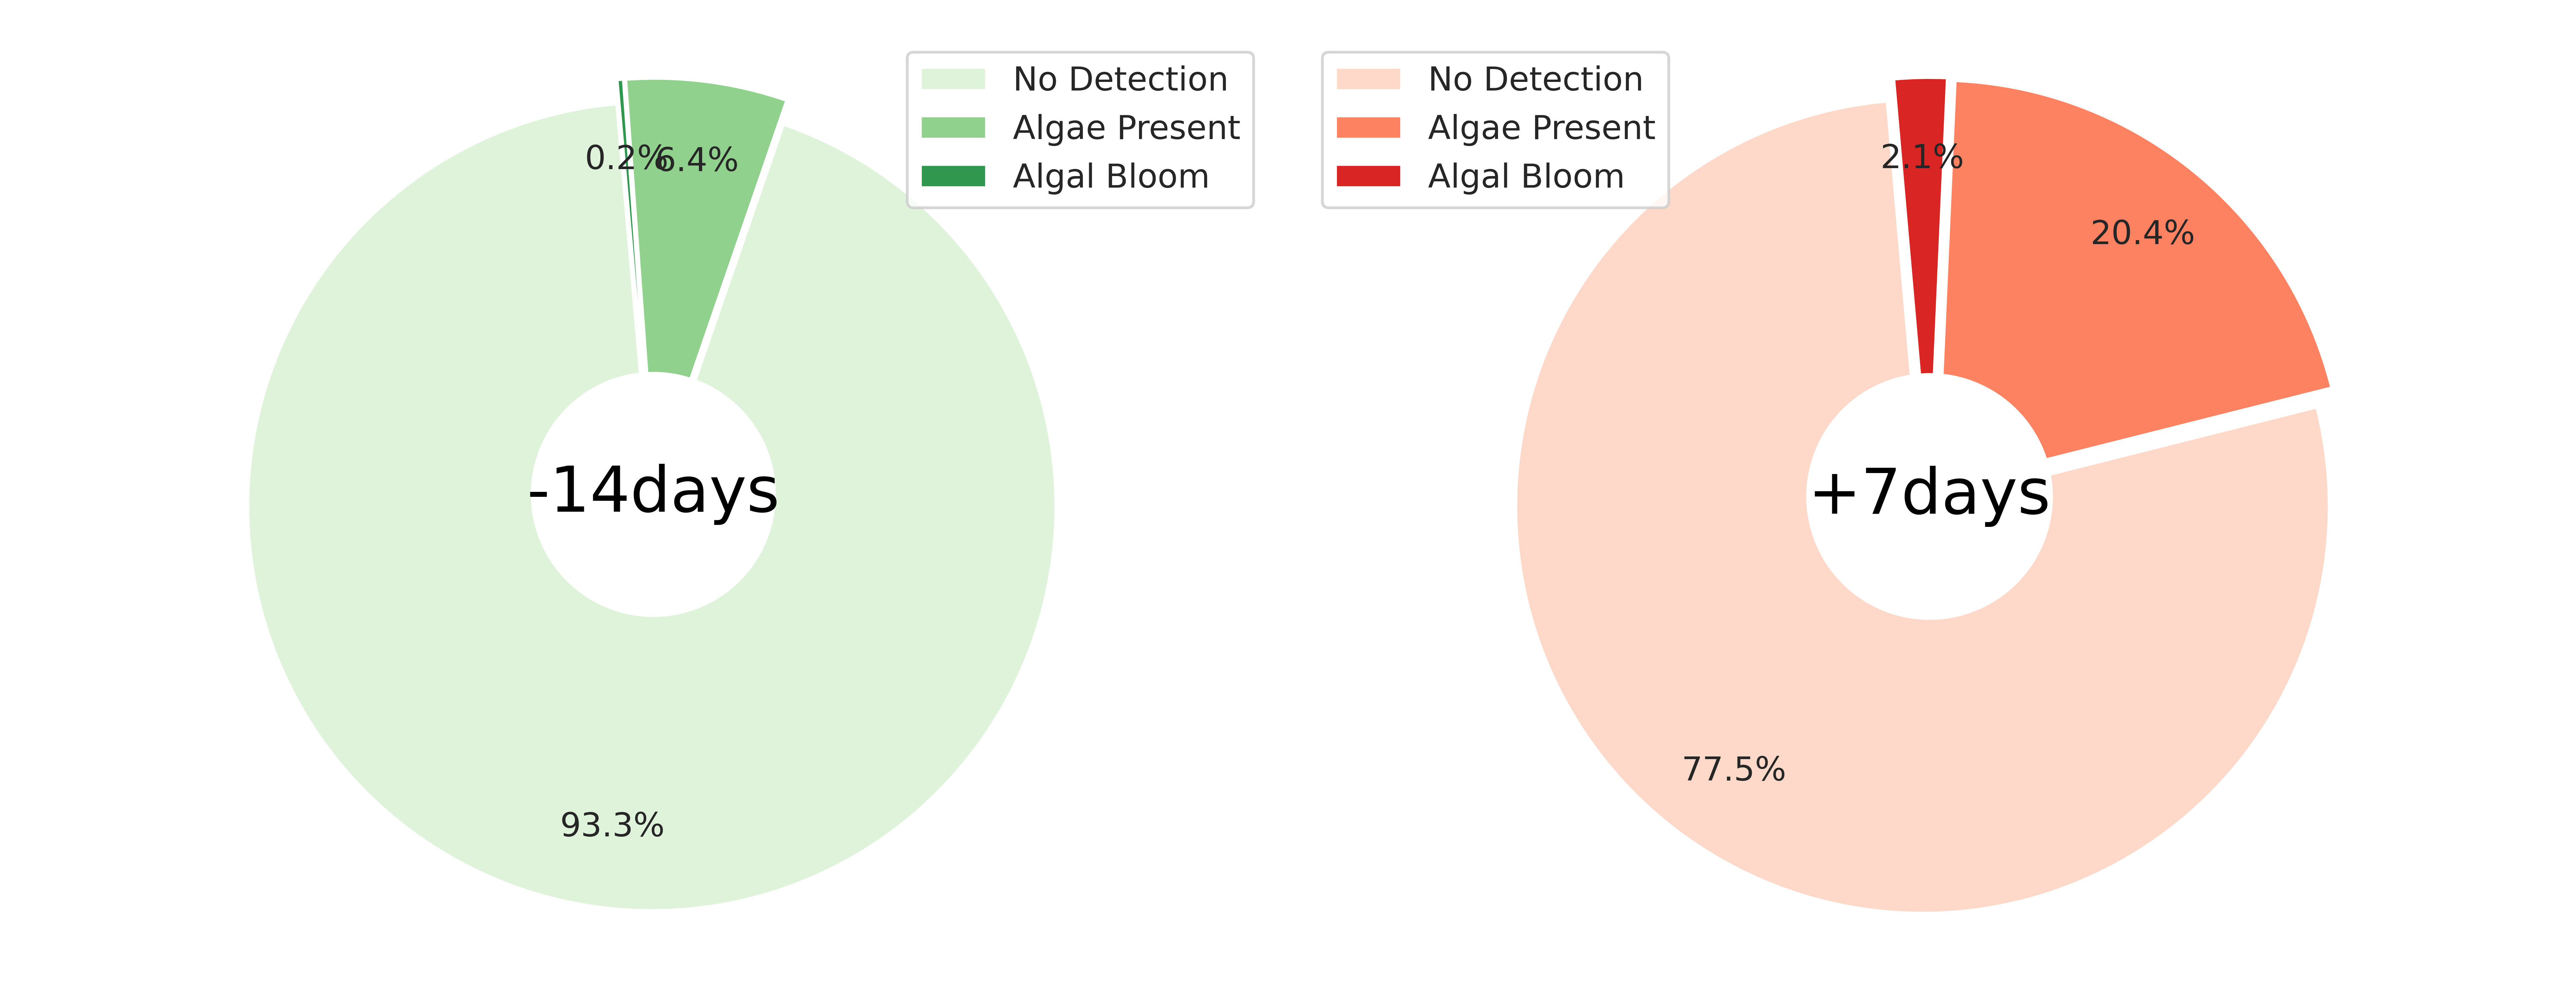 No Detection
Algae Present
Algal Bloom
0.2%
6.4%
-14days
93.3%
No Detection
Algae Present
Algal Bloom
2.1%
20.4%
+7days
77.5%